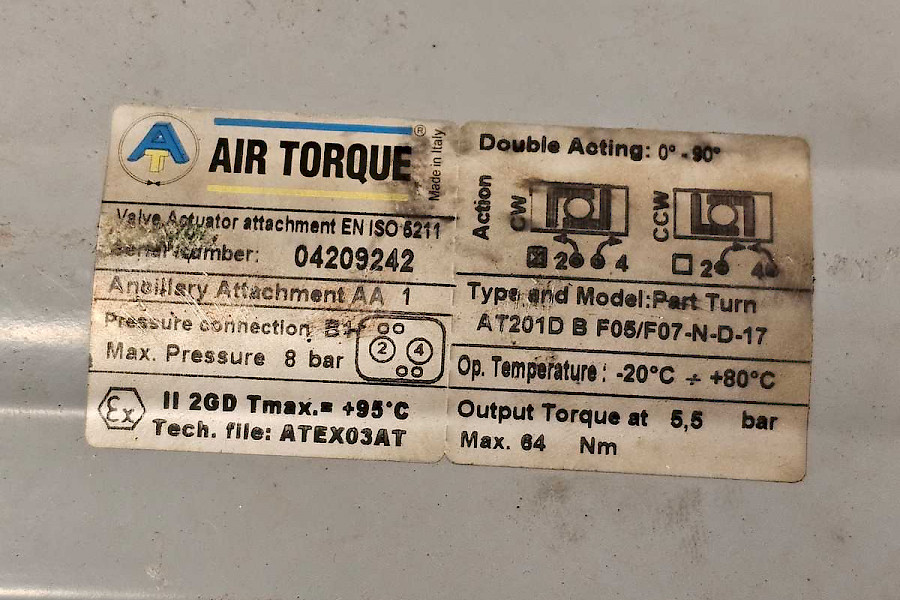 AT
AIR TORQUE®
Made in Italy
Valve Actuator attachment EN ISO 5211
Serial number: 04209242
Ancillary Attachment AA 1
Pressure connection
Max. Pressure 8 bar
2 4
Ex II 2GD Tmax.= +95°C
Tech. file: ATEX03AT
Double Acting: 0° - 90°
Action
CW
CCW
2 4
2 4
Type and Model: Part Turn
AT201D B F05/F07-N-D-17
Op. Temperature: -20°C ÷ +80°C
Output Torque at 5,5 bar
Max. 64 Nm